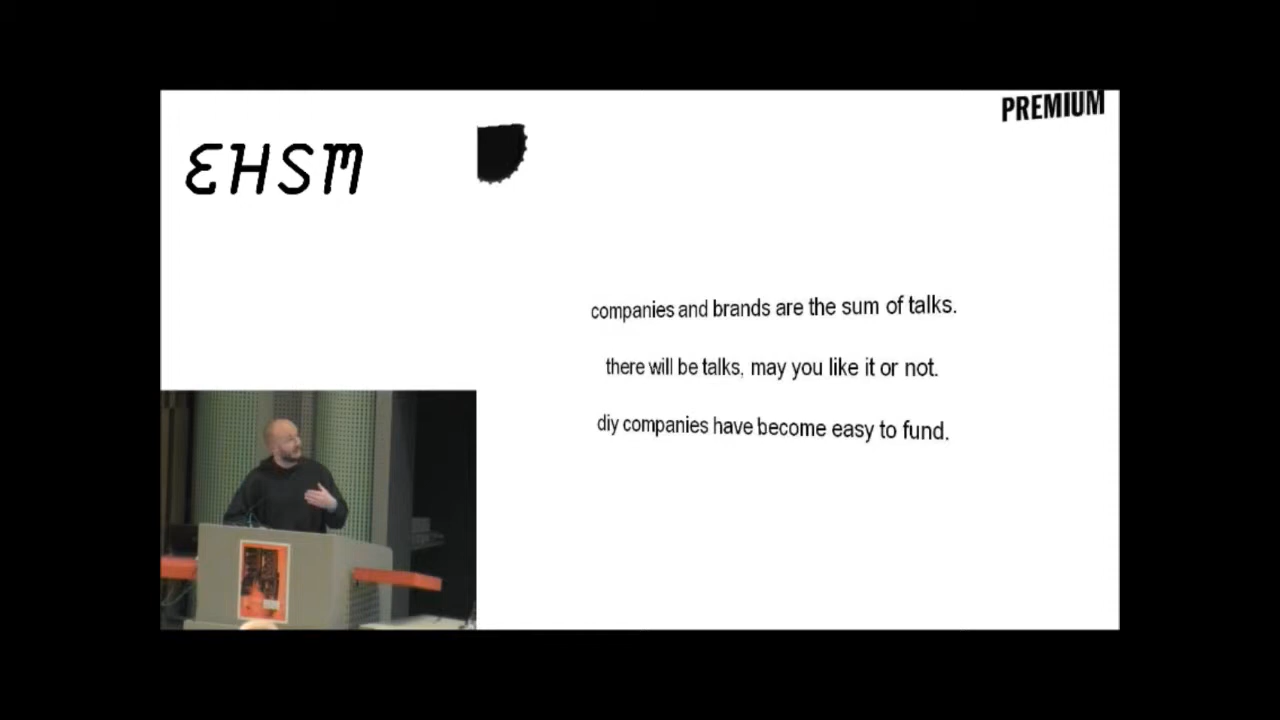 PREMIUM
EHSM
companies and brands are the sum of talks.
there will be talks, may you like it or not.
diy companies have become easy to fund.